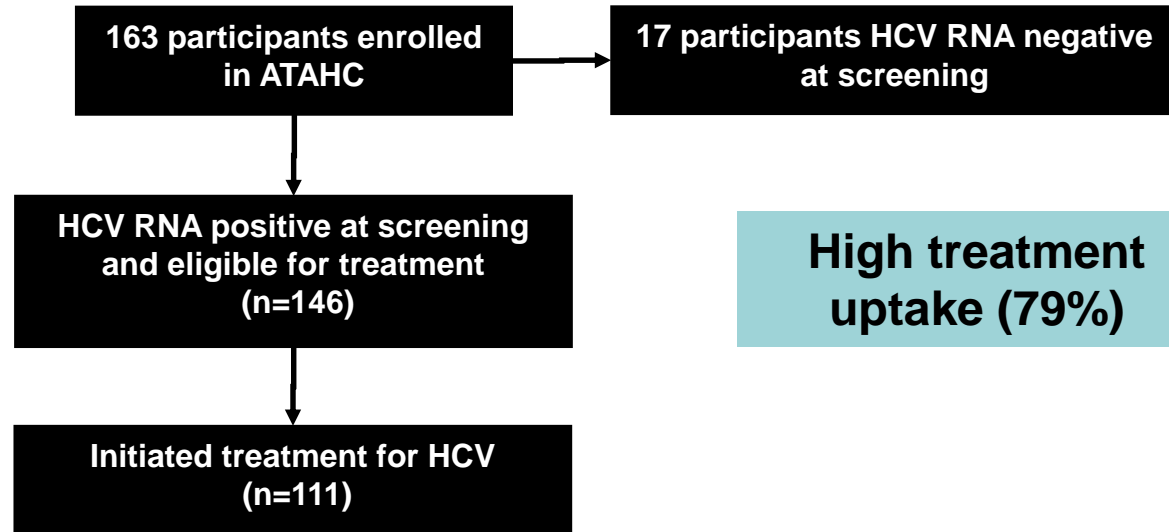 163 participants enrolled
in ATAHC
17 participants HCV RNA negative
at screening
HCV RNA positive at screening
and eligible for treatment
(n=146)
High treatment
uptake (79%)
Initiated treatment for HCV
(n=111)